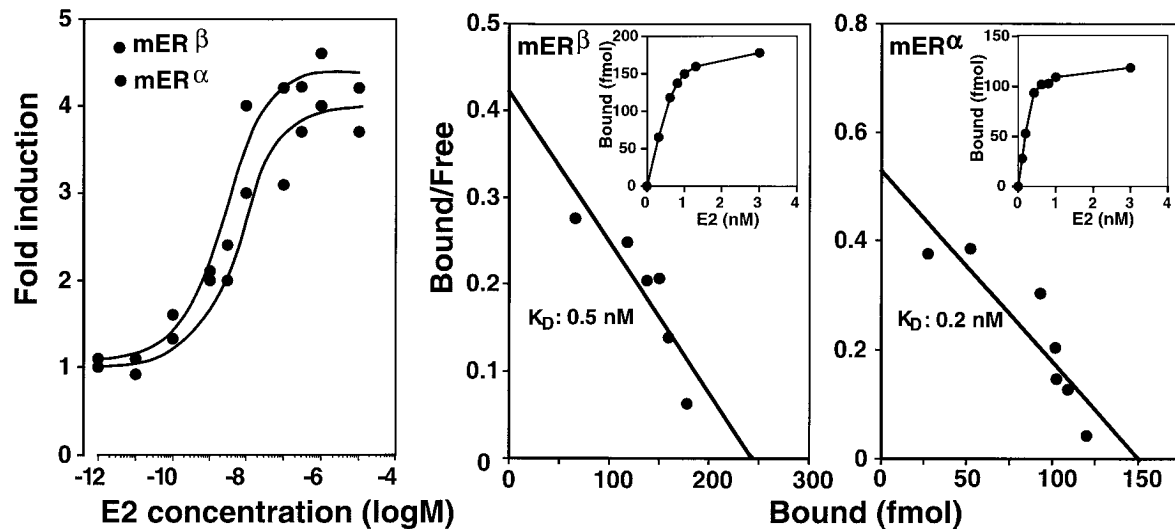 5
4
3
2
1
0
Fold induction
mER β
mER α
-12 -10 -8 -6 -4
E2 concentration (logM)
mERβ
0.5
0.4
0.3
0.2
0.1
0
Bound/Free
KD: 0.5 nM
0 100 200 300
200
150
100
50
0
Bound (fmol)
0 1 2 3 4
E2 (nM)
mERα
0.8
0.6
0.4
0.2
0
KD: 0.2 nM
0 50 100 150
150
100
50
0
Bound (fmol)
0 1 2 3 4
E2 (nM)
Bound (fmol)